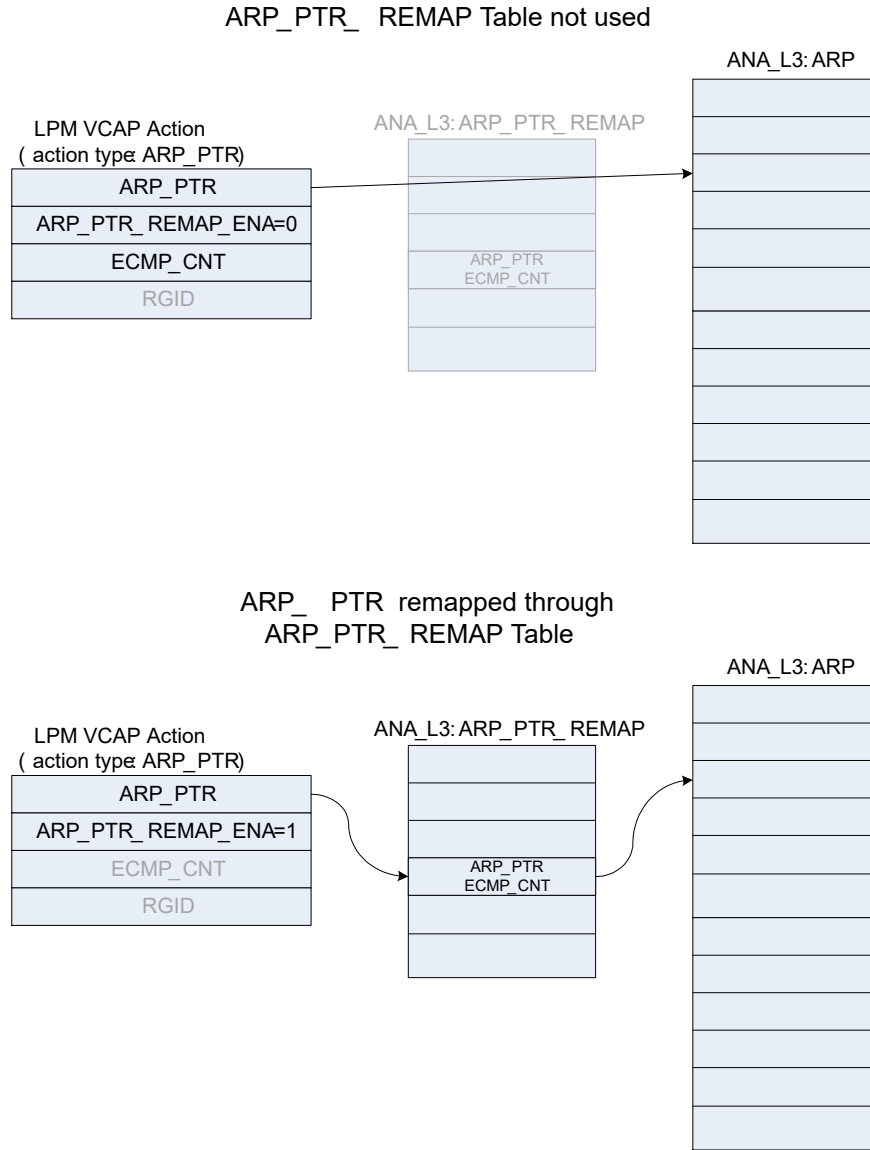 ARP_PTR_ REMAP Table not used
ANA_L3: ARP
LPM VCAP Action
( action type: ARP_PTR)
ANA_L3: ARP_PTR_ REMAP
ARP_PTR
ARP_PTR_ REMAP_ENA=0
ECMP_CNT
RGID
ARP_PTR
ECMP_CNT
ARP_ PTR remapped through
ARP_PTR_ REMAP Table
ANA_L3: ARP
LPM VCAP Action
( action type: ARP_PTR)
ANA_L3: ARP_PTR_ REMAP
ARP_PTR
ARP_PTR_ REMAP_ENA=1
ECMP_CNT
RGID
ARP_PTR
ECMP_CNT